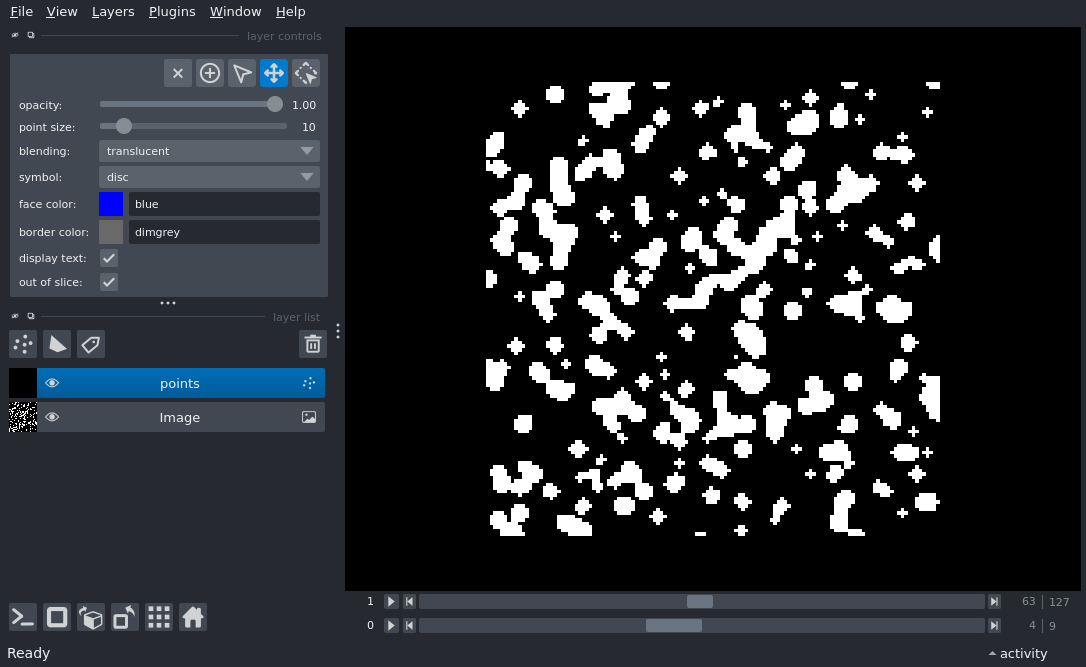 File View Layers Plugins Window Help
layer controls
opacity: 1.00
point size: 10
blending: translucent
symbol: disc
face color: blue
border color: dimgrey
display text:
out of slice:
layer list
points
Image
1 63 127
0 4 9
Ready activity